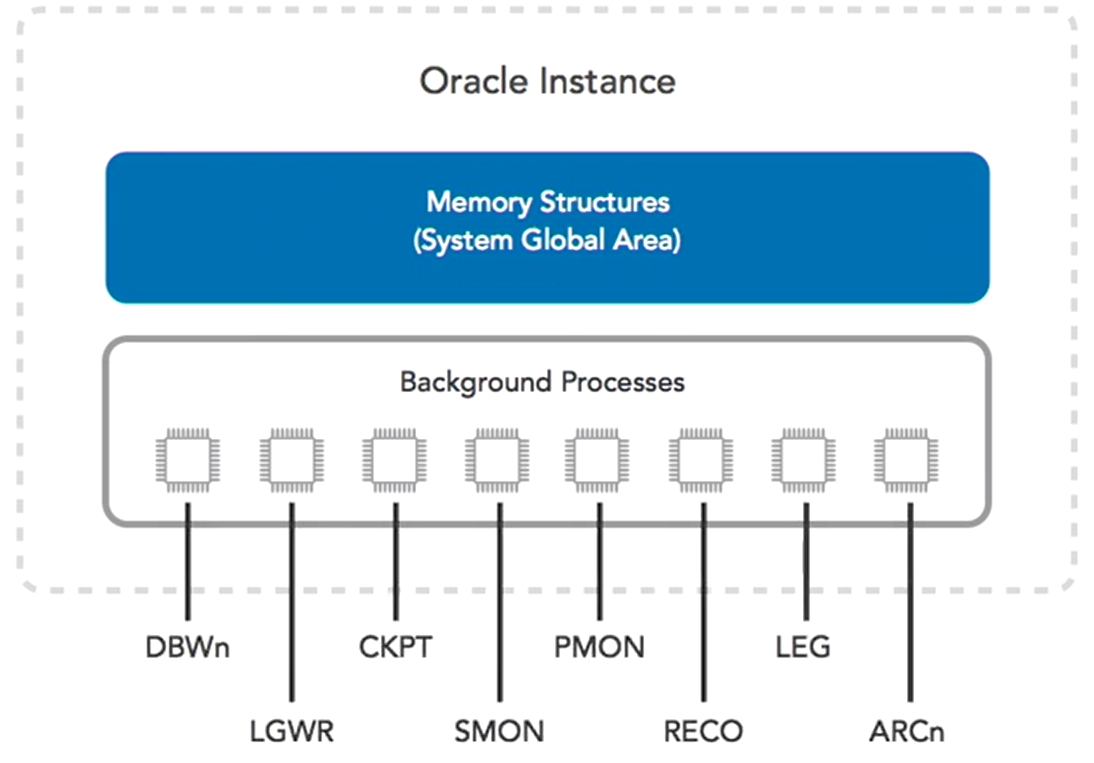 Oracle Instance
Memory Structures
(System Global Area)
Background Processes
DBWn
CKPT
PMON
LEG
LGWR
SMON
RECO
ARCn